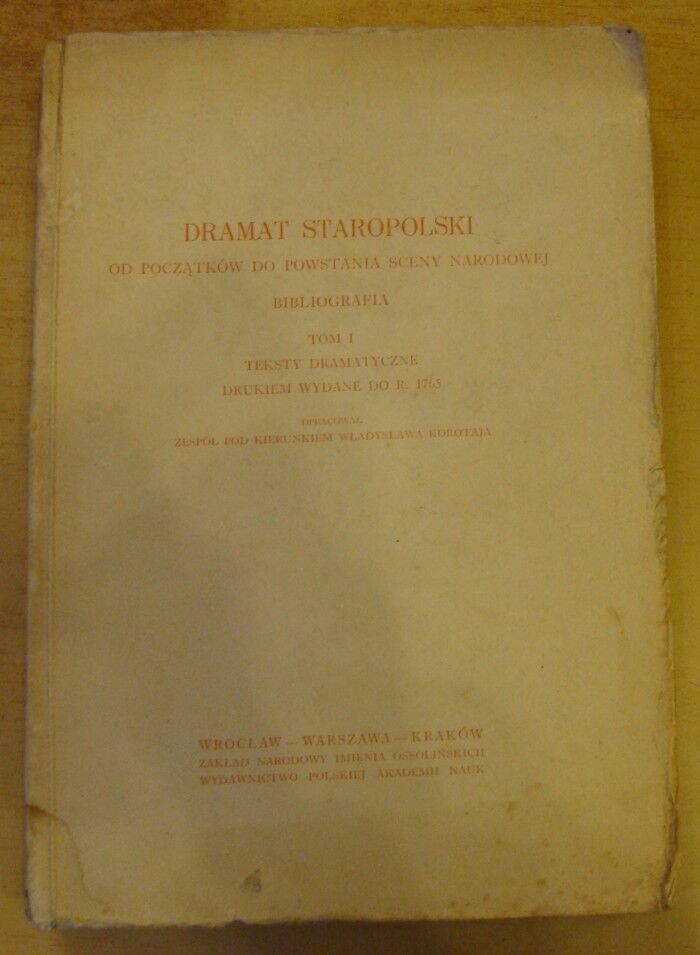 DRAMAT STAROPOLSKI
OD POCZĄTKÓW DO POWSTANIA SCENY NARODOWEJ
BIBLIOGRAFIA
TOM I
TEKSTY DRAMATYCZNE
DRUKIEM WYDANE DO R. 1765
OPRACOWAŁ
ZESPÓŁ POD KIERUNKIEM WŁADYSŁAWA KOROTAJA
WROCŁAW — WARSZAWA — KRAKÓW
ZAKŁAD NARODOWY IMIENIA OSSOLIŃSKICH
WYDAWNICTWO POLSKIEJ AKADEMII NAUK